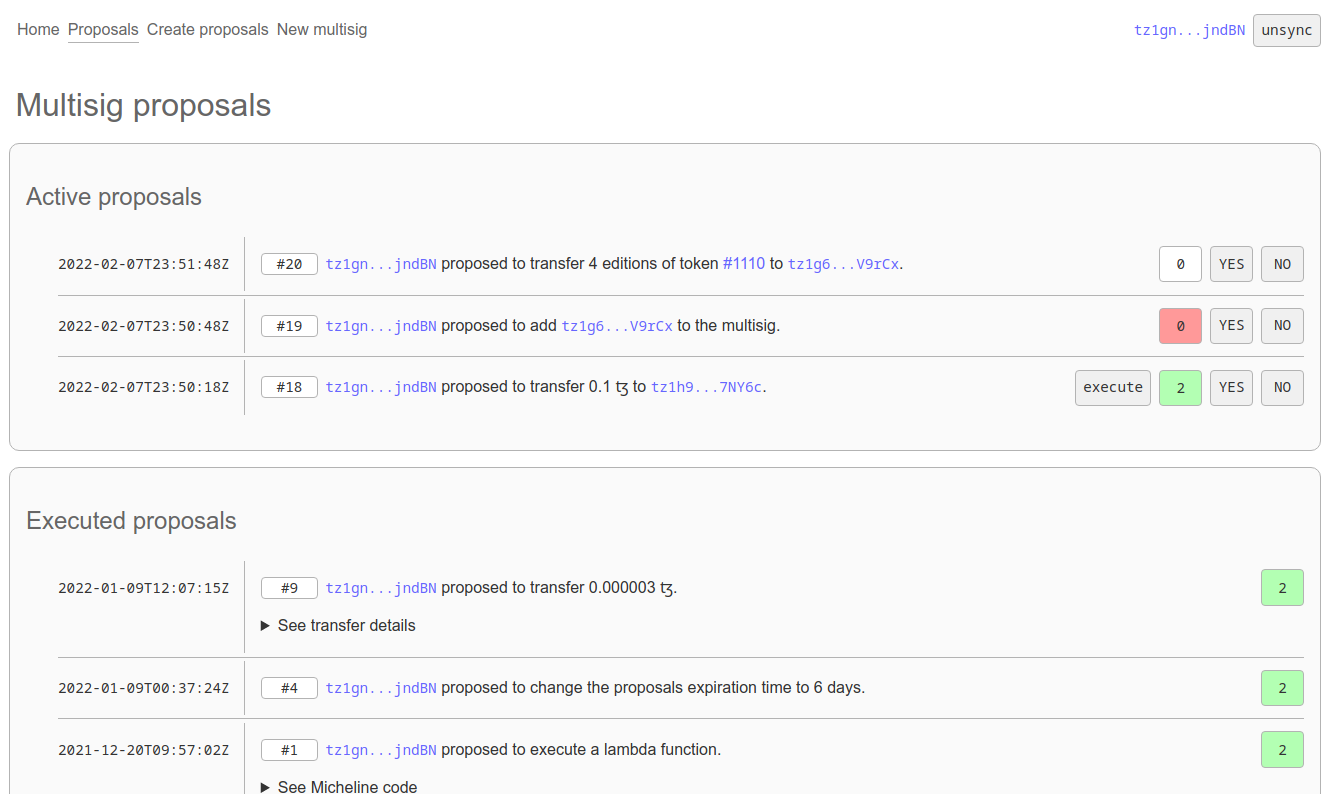 Home Proposals Create proposals New multisig tz1gn...jndBN unsync
Multisig proposals
Active proposals
2022-02-07T23:51:48Z #20 tz1gn...jndBN proposed to transfer 4 editions of token #1110 to tz1g6...V9rCx. 0 YES NO
2022-02-07T23:50:48Z #19 tz1gn...jndBN proposed to add tz1g6...V9rCx to the multisig. 0 YES NO
2022-02-07T23:50:18Z #18 tz1gn...jndBN proposed to transfer 0.1 ꜩ to tz1h9...7NY6c. execute 2 YES NO
Executed proposals
2022-01-09T12:07:15Z #9 tz1gn...jndBN proposed to transfer 0.000003 ꜩ. 2
▶ See transfer details
2022-01-09T00:37:24Z #4 tz1gn...jndBN proposed to change the proposals expiration time to 6 days. 2
2021-12-20T09:57:02Z #1 tz1gn...jndBN proposed to execute a lambda function. 2
▶ See Micheline code